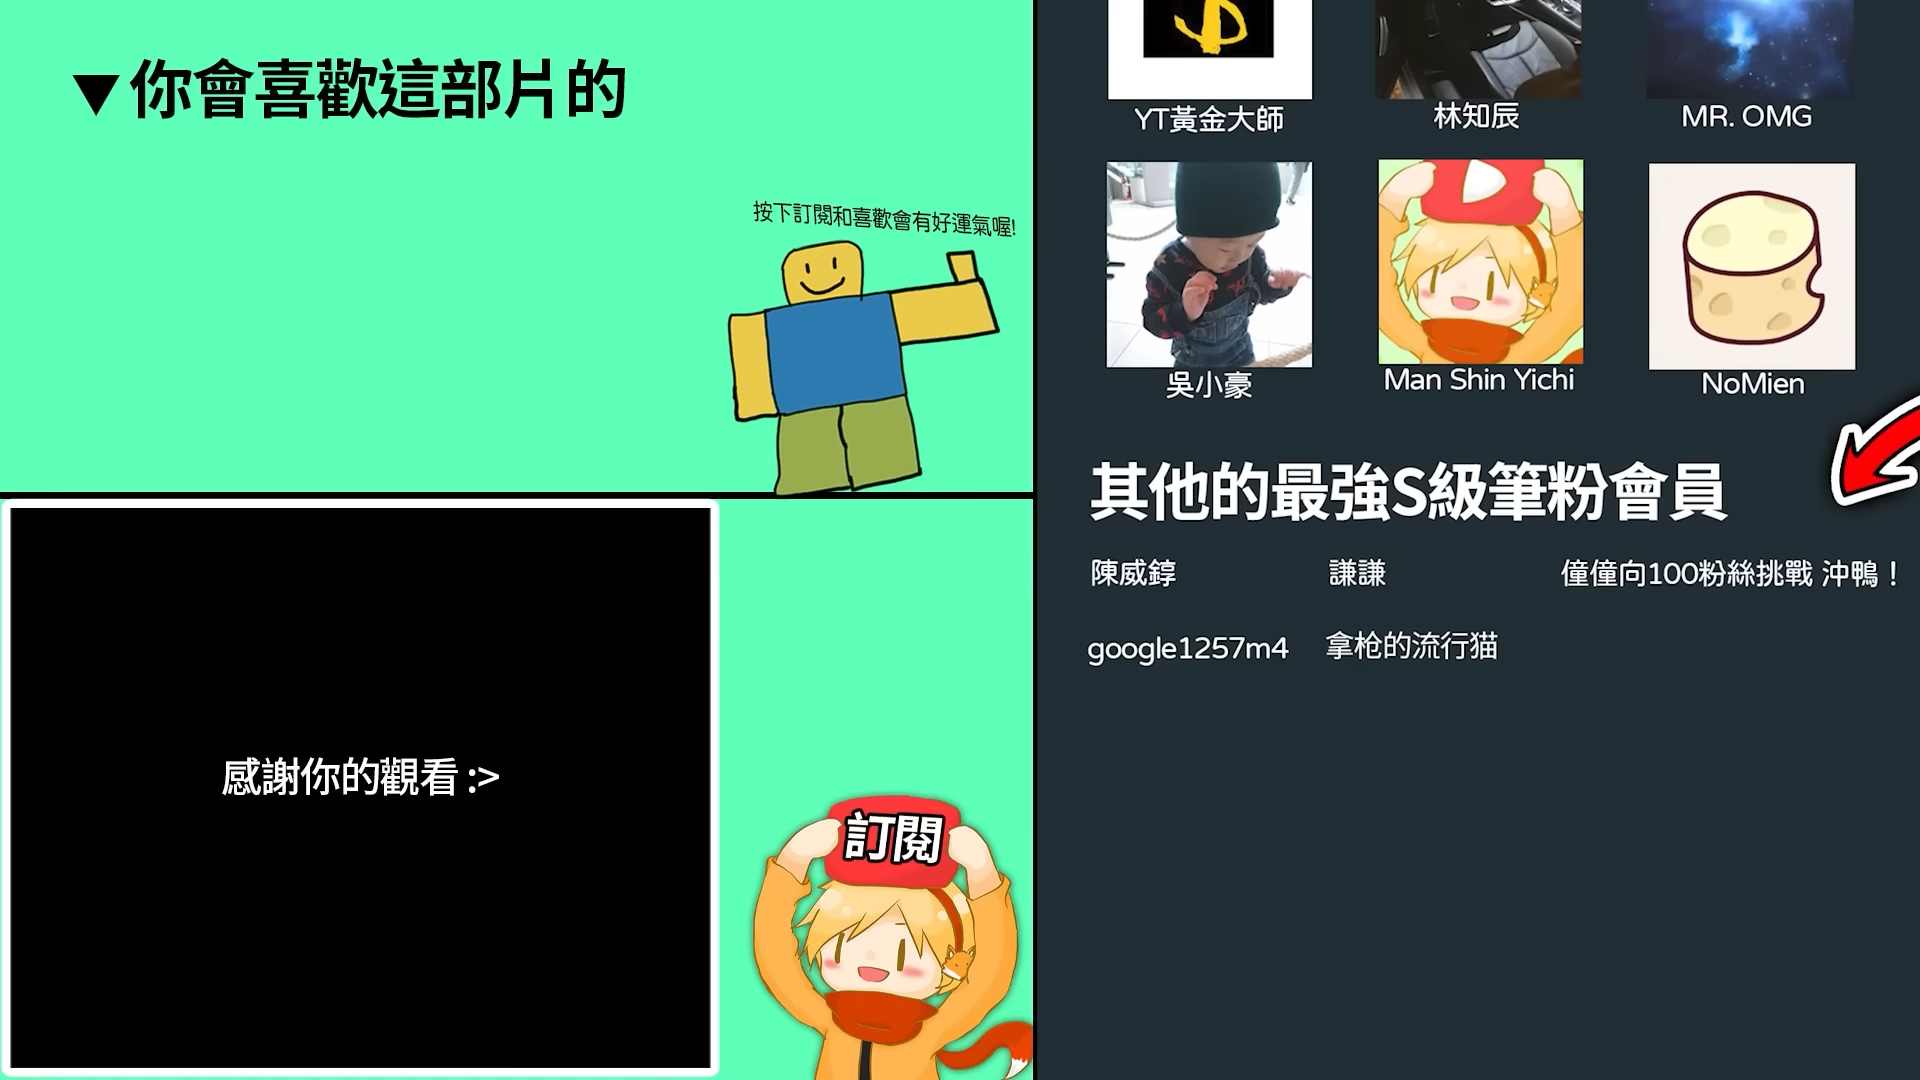 ▼你會喜歡這部片的
按下訂閱和喜歡會有好運氣喔!
感謝你的觀看 :>
訂閱
YT黃金大師
林知辰
MR. OMG
吳小豪
Man Shin Yichi
NoMien
其他的最強S級筆粉會員
陳威錞
謙謙
僮僮向100粉絲挑戰 沖鴨！
google1257m4
拿枪的流行猫